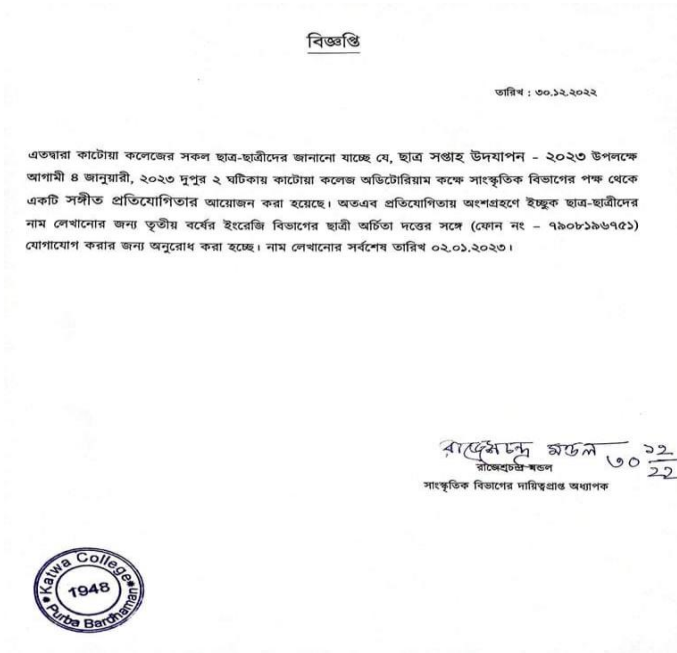 বিজ্ঞপ্তি
তারিখ : ৩০.১২.২০২২
এতদ্বারা কাটোয়া কলেজের সকল ছাত্র-ছাত্রীদের জানানো যাচ্ছে যে, ছাত্র সপ্তাহ উদযাপন - ২০২৩ উপলক্ষে
আগামী ৪ জানুয়ারী, ২০২৩ দুপুর ২ ঘটিকায় কাটোয়া কলেজ অডিটোরিয়াম কক্ষে সাংস্কৃতিক বিভাগের পক্ষ থেকে
একটি সঙ্গীত প্রতিযোগিতার আয়োজন করা হয়েছে। অতএব প্রতিযোগিতায় অংশগ্রহণে ইচ্ছুক ছাত্র-ছাত্রীদের
নাম লেখানোর জন্য তৃতীয় বর্ষের ইংরেজি বিভাগের ছাত্রী অর্চিতা দত্তের সঙ্গে (ফোন নং – ৭৯০৮১৯৬৭৫১)
যোগাযোগ করার জন্য অনুরোধ করা হচ্ছে। নাম লেখানোর সর্বশেষ তারিখ ০২.০১.২০২৩।
মন্ডল ৩০ ১২
২২
মন্ডল
সাংস্কৃতিক বিভাগের দায়িত্বপ্রাপ্ত অধ্যাপক
Katwa College
1948
Purba Bardhaman